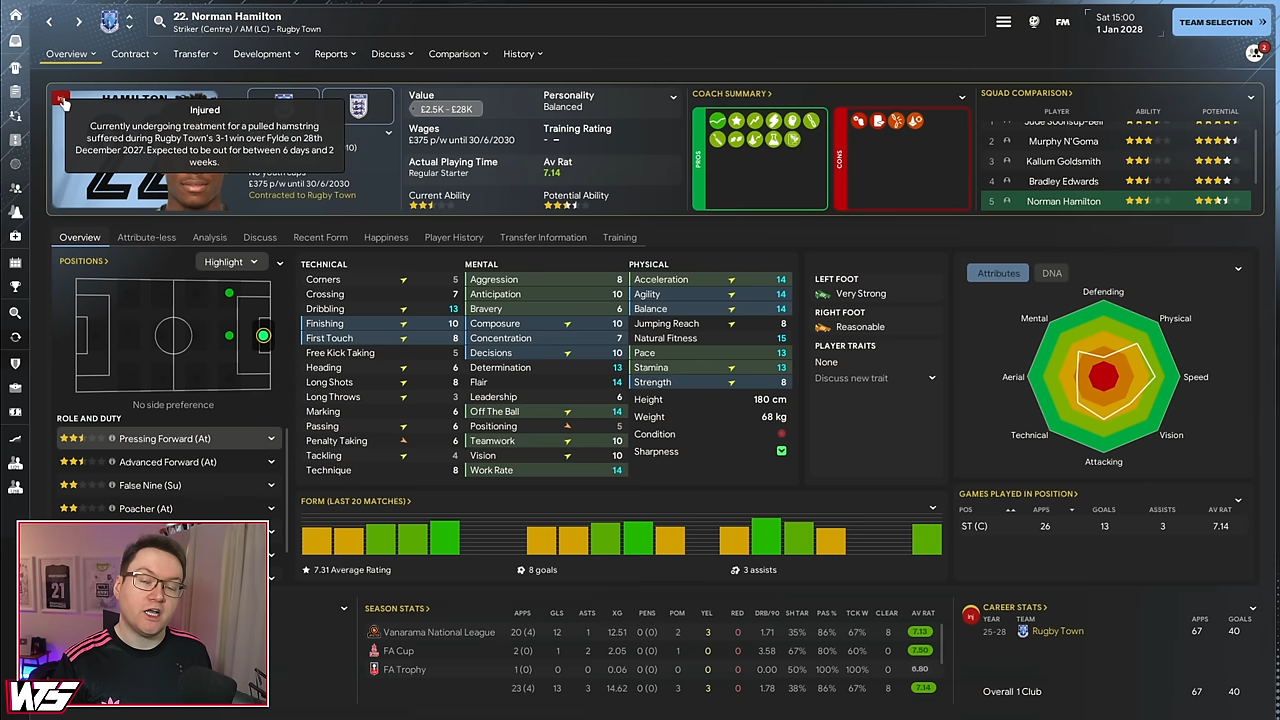 22. Norman Hamilton
Striker (Centre) / AM (LC) - Rugby Town
FM
Sat 15:00
1 Jan 2028
TEAM SELECTION
2
Overview
Contract
Transfer
Development
Reports
Discuss
Comparison
History
Inj
HAMILTON
22
Injured
Currently undergoing treatment for a pulled hamstring
suffered during Rugby Town's 3-1 win over Fylde on 28th
December 2027. Expected to be out for between 6 days and 2
weeks.
£375 p/w until 30/6/2030
Contracted to Rugby Town
Value
£2.5K - £28K
Wages
£375 p/w until 30/6/2030
Actual Playing Time
Regular Starter
Current Ability
Personality
Balanced
Training Rating
- -
Av Rat
7.14
Potential Ability
COACH SUMMARY >
PROS
CONS
SQUAD COMPARISON >
PLAYER ABILITY POTENTIAL
2 Murphy N'Goma
3 Kallum Goldsmith
4 Bradley Edwards
5 Norman Hamilton
Overview
Attribute-less
Analysis
Discuss
Recent Form
Happiness
Player History
Transfer Information
Training
POSITIONS >
Highlight
No side preference
ROLE AND DUTY
Pressing Forward (At)
Advanced Forward (At)
False Nine (Su)
Poacher (At)
TECHNICAL
Corners 5
Crossing 7
Dribbling 13
Finishing 10
First Touch 8
Free Kick Taking 5
Heading 6
Long Shots 8
Long Throws 3
Marking 6
Passing 6
Penalty Taking 6
Tackling 4
Technique 8
MENTAL
Aggression 8
Anticipation 10
Bravery 6
Composure 10
Concentration 7
Decisions 10
Determination 13
Flair 14
Leadership 6
Off The Ball 14
Positioning 5
Teamwork 10
Vision 10
Work Rate 14
PHYSICAL
Acceleration 14
Agility 14
Balance 14
Jumping Reach 8
Natural Fitness 15
Pace 13
Stamina 13
Strength 8
Height 180 cm
Weight 68 kg
Condition
Sharpness
LEFT FOOT
Very Strong
RIGHT FOOT
Reasonable
PLAYER TRAITS
None
Discuss new trait
Attributes
DNA
Defending
Physical
Speed
Vision
Attacking
Technical
Aerial
Mental
FORM (LAST 20 MATCHES) >
7.31 Average Rating
8 goals
3 assists
GAMES PLAYED IN POSITION >
POS APPS GOALS ASSISTS AV RAT
ST (C) 26 13 3 7.14
21
SEASON STATS > APPS GLS ASTS XG PENS POM YEL RED DRB/90 SH TAR PAS % TCK W CLEAR AV RAT
Vanarama National League 20 (4) 12 1 12.51 0 (0) 2 3 0 1.71 35% 86% 67% 8 7.13
FA Cup 2 (0) 1 2 2.05 0 (0) 1 0 0 3.58 67% 80% 60% 0 7.50
FA Trophy 1 (0) 0 0 0.06 0 (0) 0 0 0 0.00 50% 100% 100% 0 6.80
23 (4) 13 3 14.62 0 (0) 3 3 0 1.78 38% 86% 67% 8 7.14
Inj
CAREER STATS >
YEAR TEAM APPS GOALS
25-28 Rugby Town 67 40
Overall 1 Club 67 40
WTS